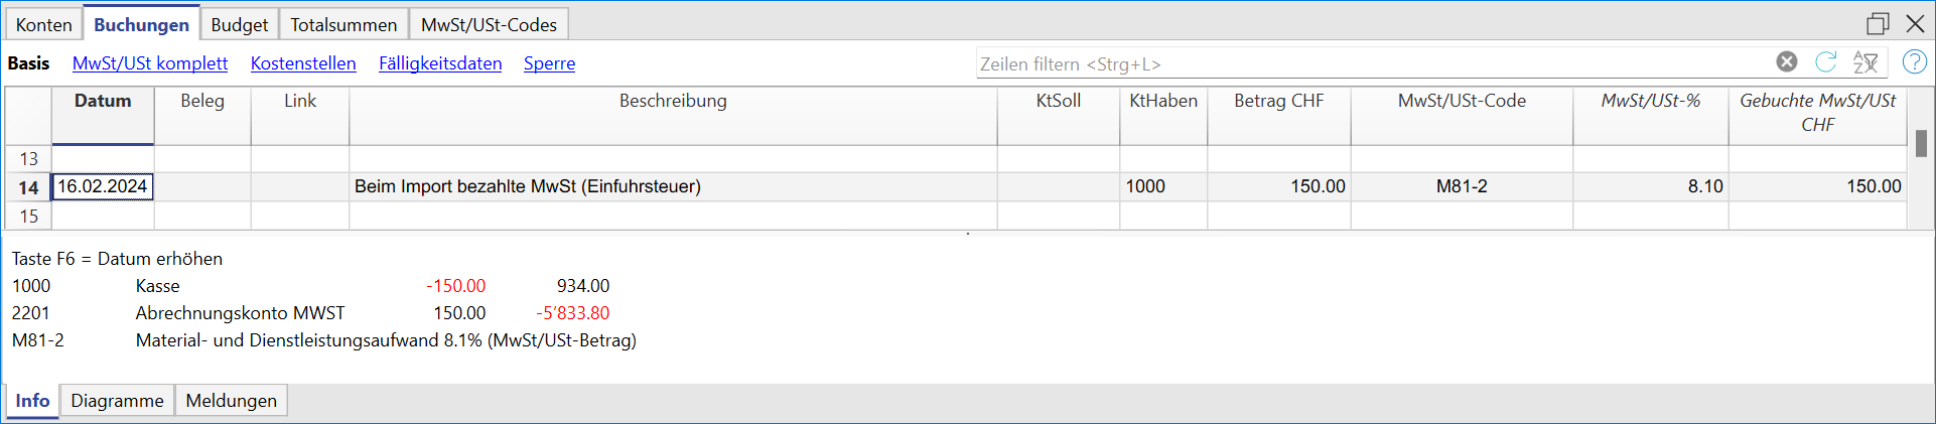 Konten Buchungen Budget Totalsummen MwSt/USt-Codes
Basis MwSt/USt komplett Kostenstellen Fälligkeitsdaten Sperre Zeilen filtern <Strg+L>
Datum Beleg Link Beschreibung KtSoll KtHaben Betrag CHF MwSt/USt-Code MwSt/USt-% Gebuchte MwSt/USt
CHF
13
14 16.02.2024 Beim Import bezahlte MwSt (Einfuhrsteuer) 1000 150.00 M81-2 8.10 150.00
15
Taste F6 = Datum erhöhen
1000 Kasse -150.00 934.00
2201 Abrechnungskonto MWST 150.00 -5'833.80
M81-2 Material- und Dienstleistungsaufwand 8.1% (MwSt/USt-Betrag)
Info Diagramme Meldungen